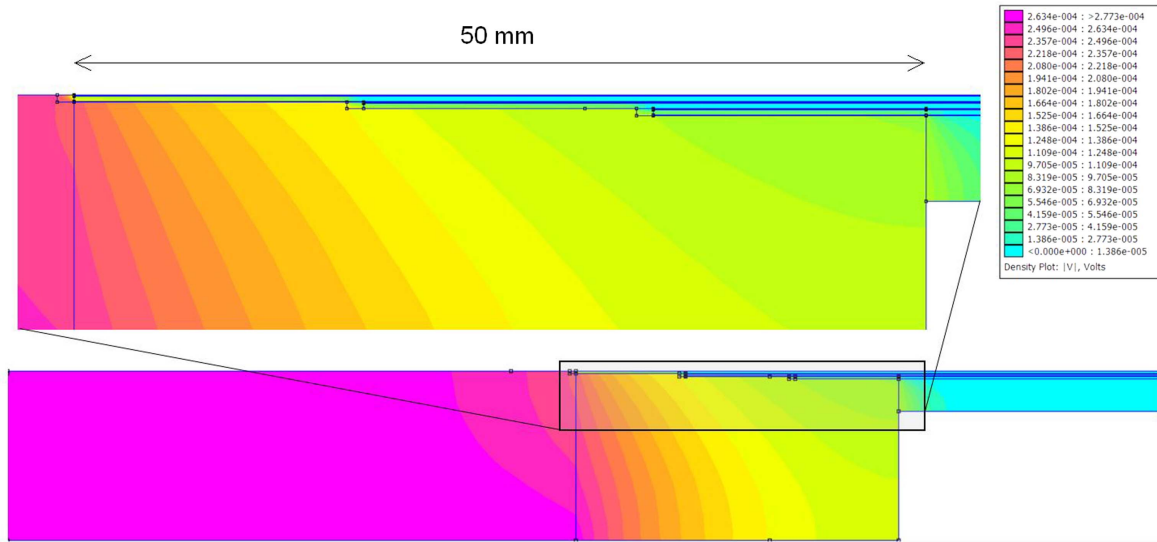 50 mm
2.634e-004 : >2.773e-004
2.496e-004 : 2.634e-004
2.357e-004 : 2.496e-004
2.218e-004 : 2.357e-004
2.080e-004 : 2.218e-004
1.941e-004 : 2.080e-004
1.802e-004 : 1.941e-004
1.664e-004 : 1.802e-004
1.525e-004 : 1.664e-004
1.386e-004 : 1.525e-004
1.248e-004 : 1.386e-004
1.109e-004 : 1.248e-004
9.705e-005 : 1.109e-004
8.319e-005 : 9.705e-005
6.932e-005 : 8.319e-005
5.546e-005 : 6.932e-005
4.159e-005 : 5.546e-005
2.773e-005 : 4.159e-005
1.386e-005 : 2.773e-005
<0.000e+000 : 1.386e-005
Density Plot: |V|, Volts